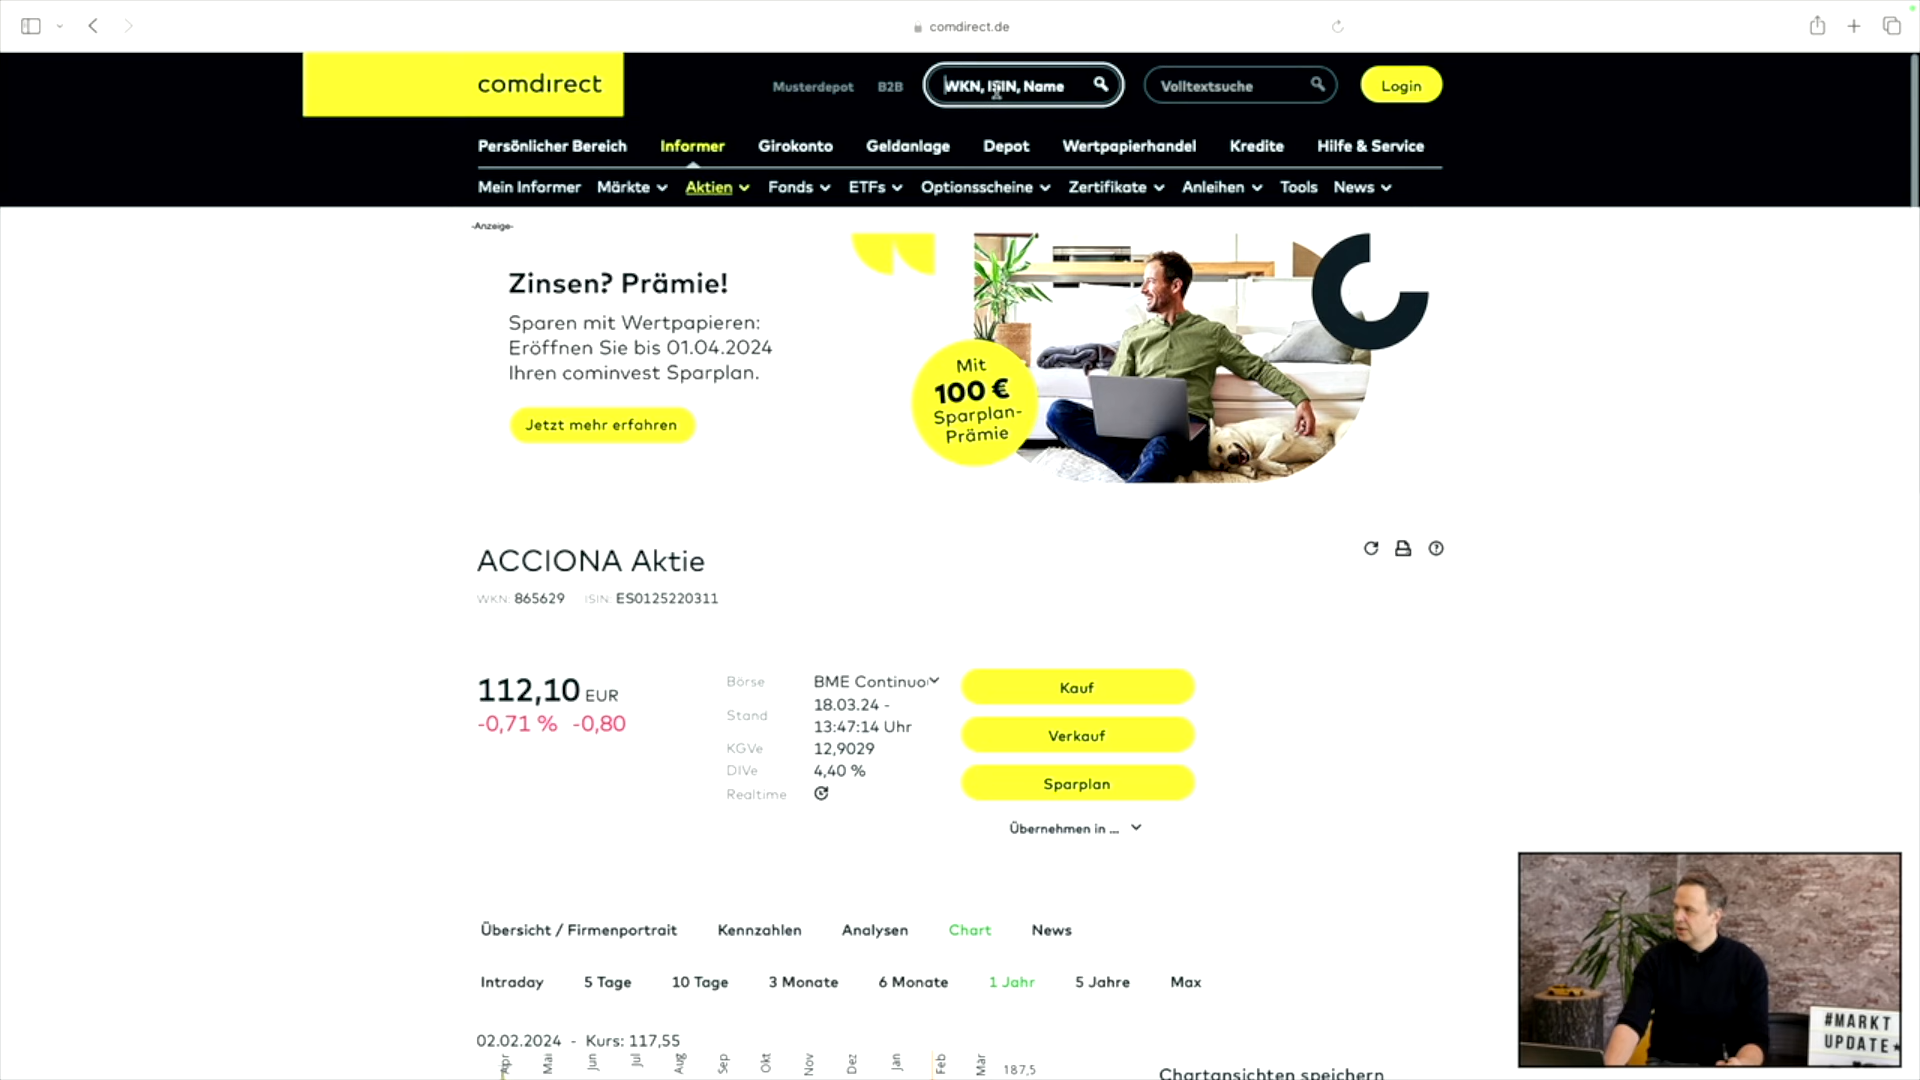 comdirect.de
comdirect
Musterdepot B2B WKN, ISIN, Name Volltextsuche Login
Persönlicher Bereich Informer Girokonto Geldanlage Depot Wertpapierhandel Kredite Hilfe & Service
Mein Informer Märkte Aktien Fonds ETFs Optionsscheine Zertifikate Anleihen Tools News
-Anzeige-
Zinsen? Prämie!
Sparen mit Wertpapieren:
Eröffnen Sie bis 01.04.2024
Ihren cominvest Sparplan.
Jetzt mehr erfahren
Mit
100 €
Sparplan-
Prämie
ACCIONA Aktie
WKN: 865629 ISIN: ES0125220311
112,10 EUR
-0,71 % -0,80
Börse BME Continuo
Stand 18.03.24 -
13:47:14 Uhr
KGVe 12,9029
DIVe 4,40 %
Realtime
Kauf
Verkauf
Sparplan
Übernehmen in ...
Übersicht / Firmenportrait Kennzahlen Analysen Chart News
Intraday 5 Tage 10 Tage 3 Monate 6 Monate 1 Jahr 5 Jahre Max
02.02.2024 - Kurs: 117,55
Apr Mai Jun Jul Aug Sep Okt Nov Dez Jan Feb Mär 187,5
Chartansichten speichern
#MARKT
UPDATE